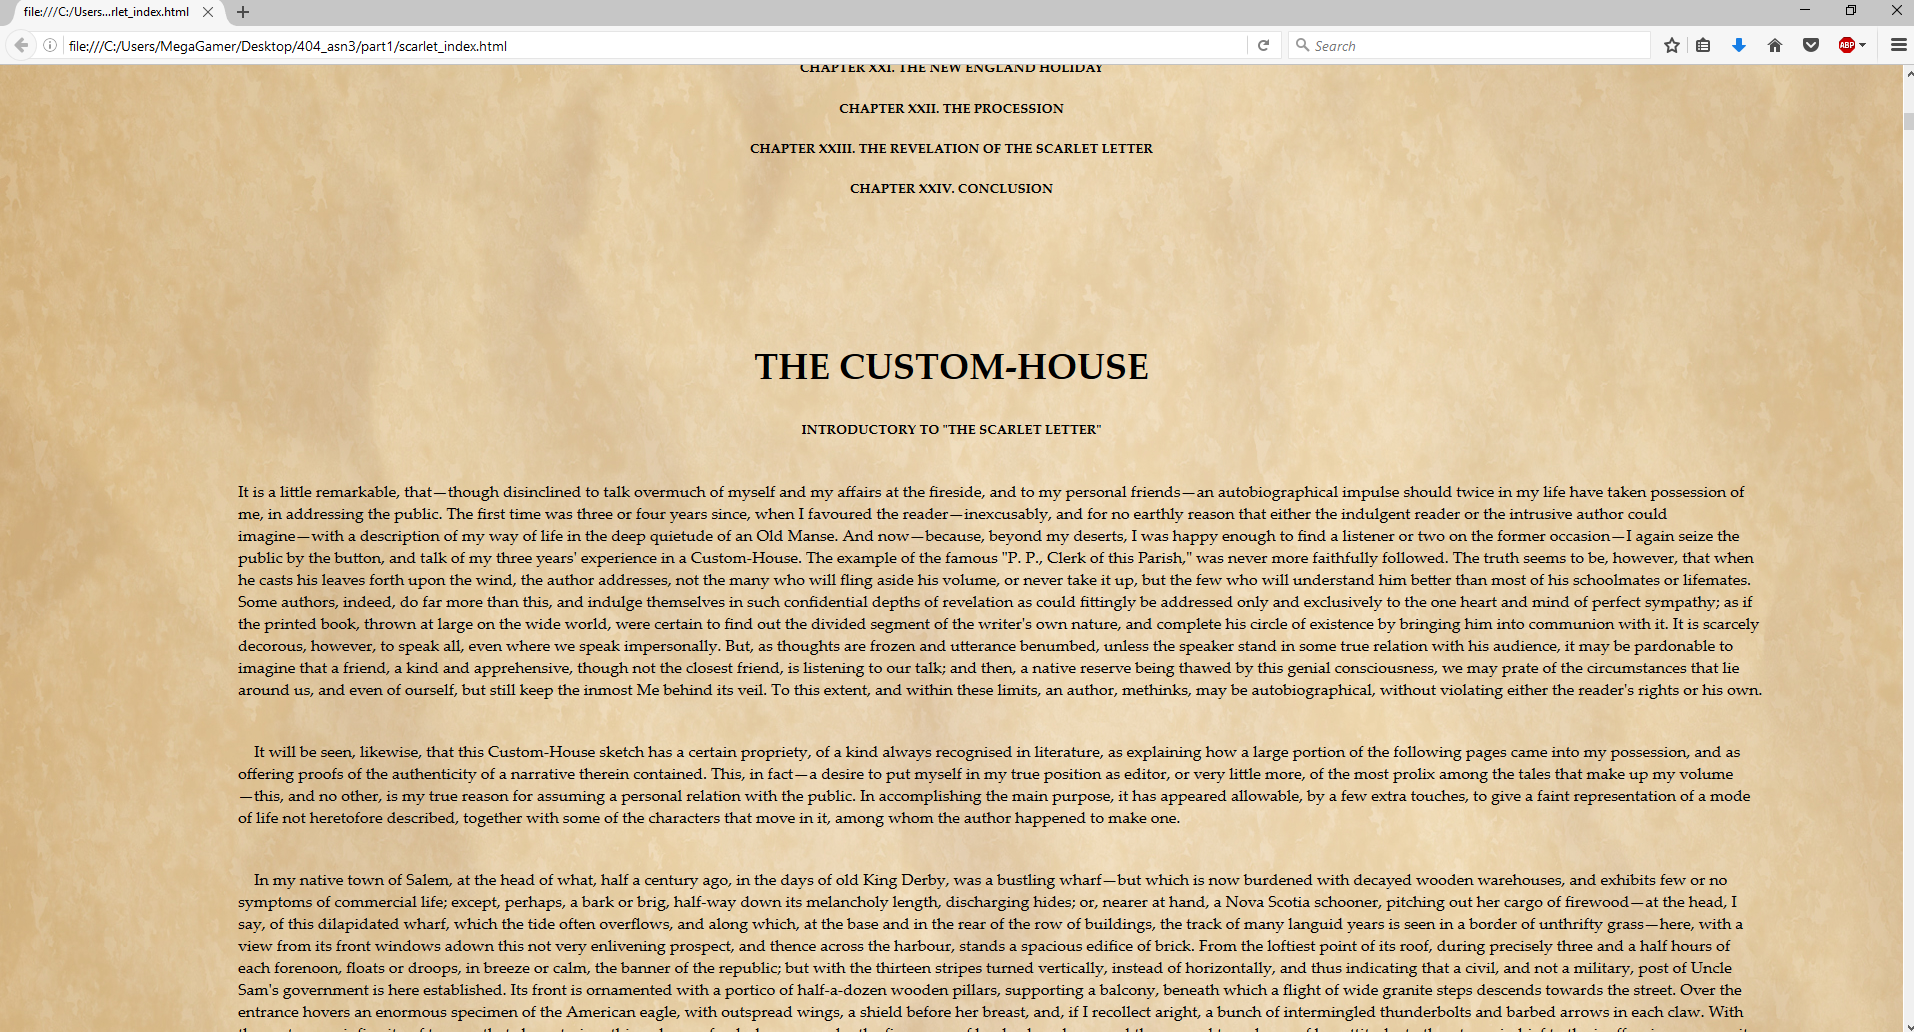 file:///C:/Users...rlet_index.html
file:///C:/Users/MegaGamer/Desktop/404_asn3/part1/scarlet_index.html
Search
ABP
CHAPTER XXI. THE NEW ENGLAND HOLIDAY
CHAPTER XXII. THE PROCESSION
CHAPTER XXIII. THE REVELATION OF THE SCARLET LETTER
CHAPTER XXIV. CONCLUSION
THE CUSTOM-HOUSE
INTRODUCTORY TO "THE SCARLET LETTER"
It is a little remarkable, that—though disinclined to talk overmuch of myself and my affairs at the fireside, and to my personal friends—an autobiographical impulse should twice in my life have taken possession of
me, in addressing the public. The first time was three or four years since, when I favoured the reader—inexcusably, and for no earthly reason that either the indulgent reader or the intrusive author could
imagine—with a description of my way of life in the deep quietude of an Old Manse. And now—because, beyond my deserts, I was happy enough to find a listener or two on the former occasion—I again seize the
public by the button, and talk of my three years' experience in a Custom-House. The example of the famous "P. P., Clerk of this Parish," was never more faithfully followed. The truth seems to be, however, that when
he casts his leaves forth upon the wind, the author addresses, not the many who will fling aside his volume, or never take it up, but the few who will understand him better than most of his schoolmates or lifemates.
Some authors, indeed, do far more than this, and indulge themselves in such confidential depths of revelation as could fittingly be addressed only and exclusively to the one heart and mind of perfect sympathy; as if
the printed book, thrown at large on the wide world, were certain to find out the divided segment of the writer's own nature, and complete his circle of existence by bringing him into communion with it. It is scarcely
decorous, however, to speak all, even where we speak impersonally. But, as thoughts are frozen and utterance benumbed, unless the speaker stand in some true relation with his audience, it may be pardonable to
imagine that a friend, a kind and apprehensive, though not the closest friend, is listening to our talk; and then, a native reserve being thawed by this genial consciousness, we may prate of the circumstances that lie
around us, and even of ourself, but still keep the inmost Me behind its veil. To this extent, and within these limits, an author, methinks, may be autobiographical, without violating either the reader's rights or his own.
It will be seen, likewise, that this Custom-House sketch has a certain propriety, of a kind always recognised in literature, as explaining how a large portion of the following pages came into my possession, and as
offering proofs of the authenticity of a narrative therein contained. This, in fact—a desire to put myself in my true position as editor, or very little more, of the most prolix among the tales that make up my volume
—this, and no other, is my true reason for assuming a personal relation with the public. In accomplishing the main purpose, it has appeared allowable, by a few extra touches, to give a faint representation of a mode
of life not heretofore described, together with some of the characters that move in it, among whom the author happened to make one.
In my native town of Salem, at the head of what, half a century ago, in the days of old King Derby, was a bustling wharf—but which is now burdened with decayed wooden warehouses, and exhibits few or no
symptoms of commercial life; except, perhaps, a bark or brig, half-way down its melancholy length, discharging hides; or, nearer at hand, a Nova Scotia schooner, pitching out her cargo of firewood—at the head, I
say, of this dilapidated wharf, which the tide often overflows, and along which, at the base and in the rear of the row of buildings, the track of many languid years is seen in a border of unthrifty grass—here, with a
view from its front windows adown this not very enlivening prospect, and thence across the harbour, stands a spacious edifice of brick. From the loftiest point of its roof, during precisely three and a half hours of
each forenoon, floats or droops, in breeze or calm, the banner of the republic; but with the thirteen stripes turned vertically, instead of horizontally, and thus indicating that a civil, and not a military, post of Uncle
Sam's government is here established. Its front is ornamented with a portico of half-a-dozen wooden pillars, supporting a balcony, beneath which a flight of wide granite steps descends towards the street. Over the
entrance hovers an enormous specimen of the American eagle, with outspread wings, a shield before her breast, and, if I recollect aright, a bunch of intermingled thunderbolts and barbed arrows in each claw. With